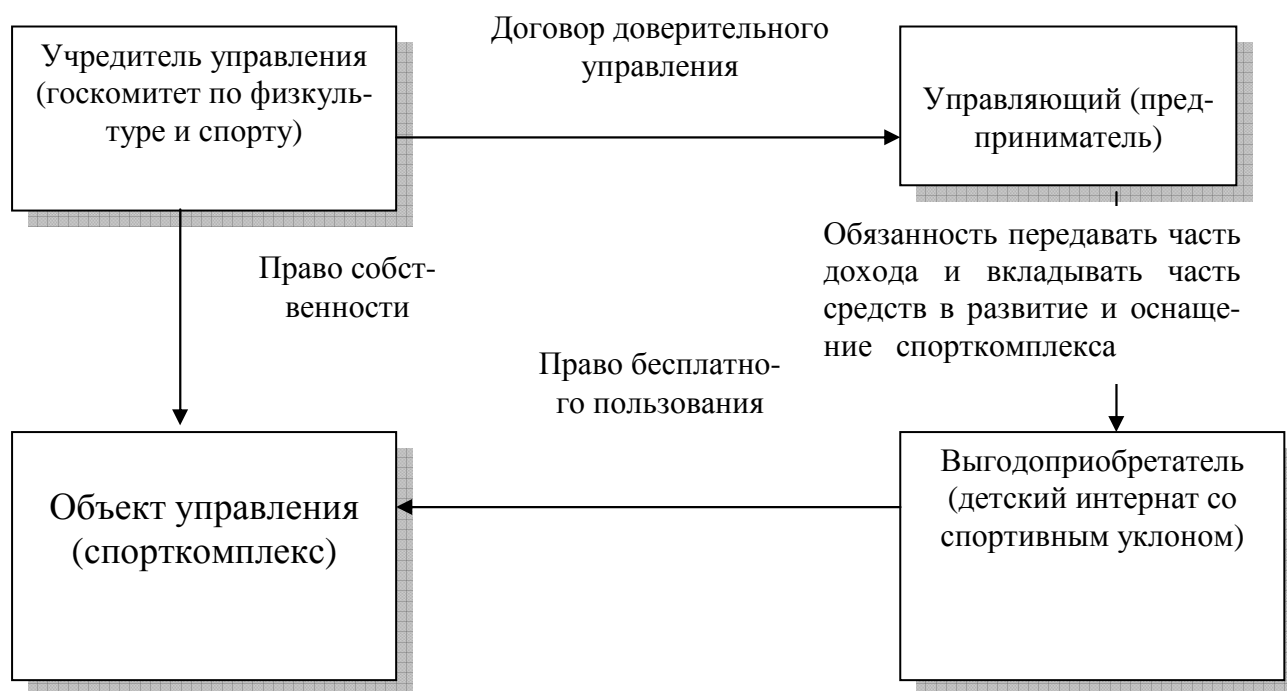 Учредитель управления
(госкомитет по физкуль-
туре и спорту)
Договор доверительного
управления
Управляющий (пред-
приниматель)
Право собст-
венности
Обязанность передавать часть
дохода и вкладывать часть
средств в развитие и оснаще-
ние спорткомплекса
Право бесплатно-
го пользования
Объект управления
(спорткомплекс)
Выгодоприобретатель
(детский интернат со
спортивным уклоном)